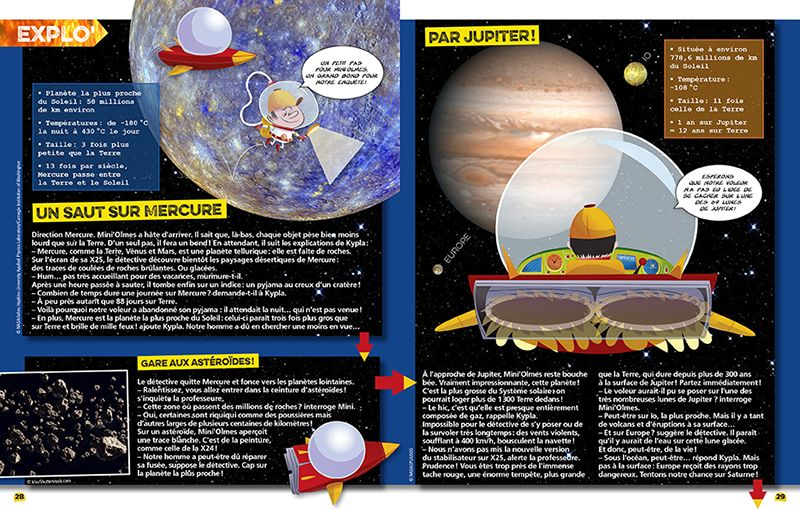 EXPLO'
UN PETIT PAS
POUR MINI'OLMES,
UN GRAND BOND POUR
NOTRE ENQUÊTE!
• Planète la plus proche
du Soleil : 58 millions
de km environ
• Températures : de -180 °C
la nuit à 430 °C le jour
• Taille : 3 fois plus
petite que la Terre
• 13 fois par siècle,
Mercure passe entre
la Terre et le Soleil
UN SAUT SUR MERCURE
Direction Mercure. Mini'Olmes a hâte d'arriver. Il sait que, là-bas, chaque objet pèse bien moins
lourd que sur la Terre. D'un seul pas, il fera un bond ! En attendant, il suit les explications de Kypla :
– Mercure, comme la Terre, Vénus et Mars, est une planète tellurique : elle est faite de roches.
Sur l'écran de sa X25, le détective découvre bientôt les paysages désertiques de Mercure :
des traces de coulées de roches brûlantes. Ou glacées.
– Hum… pas très accueillant pour des vacances, murmure-t-il.
Après une heure passée à sauter, il tombe enfin sur un indice : un pyjama au creux d'un cratère !
– Combien de temps dure une journée sur Mercure ? demande-t-il à Kypla.
– À peu près autant que 88 jours sur Terre.
– Voilà pourquoi notre voleur a abandonné son pyjama : il attendait la nuit… qui n'est pas venue !
– En plus, Mercure est la planète la plus proche du Soleil : celui-ci paraît trois fois plus gros que
sur Terre et brille de mille feux ! ajoute Kypla. Notre homme a dû en chercher une moins en vue…
GARE AUX ASTÉROÏDES !
Le détective quitte Mercure et fonce vers les planètes lointaines.
– Ralentissez, vous allez entrer dans la ceinture d'astéroïdes !
s'inquiète la professeure.
– Cette zone où passent des millions de roches ? interroge Mini.
– Oui, certaines sont riquiqui comme des poussières mais
d'autres larges de plusieurs centaines de kilomètres !
Sur un astéroïde, Mini'Olmes aperçoit
une trace blanche. C'est de la peinture,
comme celle de la X24 !
– Notre homme a peut-être dû réparer
sa fusée, suppose le détective. Cap sur
la planète la plus proche !
28
PAR JUPITER !
IO
• Située à environ
778,6 millions de km
du Soleil
• Température :
-108 °C
• Taille : 11 fois
celle de la Terre
• 1 an sur Jupiter
= 12 ans sur Terre
ESPÉRONS
QUE NOTRE VOLEUR
N'A PAS EU L'IDÉE DE
SE CACHER SUR L'UNE
DES 69 LUNES
DE JUPITER!
EUROPE
À l'approche de Jupiter, Mini'Olmes reste bouche
bée. Vraiment impressionnante, cette planète !
C'est la plus grosse du Système solaire : on
pourrait loger plus de 1 300 Terre dedans !
– Le hic, c'est qu'elle est presque entièrement
composée de gaz, rappelle Kypla.
Impossible pour le détective de s'y poser ou de
la survoler très longtemps : des vents violents,
soufflant à 400 km/h, bousculent la navette !
– Nous n'avons pas mis la nouvelle version
du stabilisateur sur X25, alerte la professeure.
Prudence ! Vous êtes trop près de l'immense
tache rouge, une énorme tempête, plus grande
que la Terre, qui dure depuis plus de 300 ans
à la surface de Jupiter ! Partez immédiatement !
– Le voleur aurait-il pu se poser sur l'une des
très nombreuses lunes de Jupiter ? interroge
Mini'Olmes.
– Peut-être sur Io, la plus proche. Mais il y a tant
de volcans et d'éruptions à sa surface…
– Et sur Europe ? suggère le détective. Il paraît
qu'il y aurait de l'eau sur cette lune glacée.
Et donc, peut-être, de la vie !
– Sous l'océan, peut-être… répond Kypla. Mais
pas à la surface : Europe reçoit des rayons trop
dangereux. Tentons notre chance sur Saturne !
29